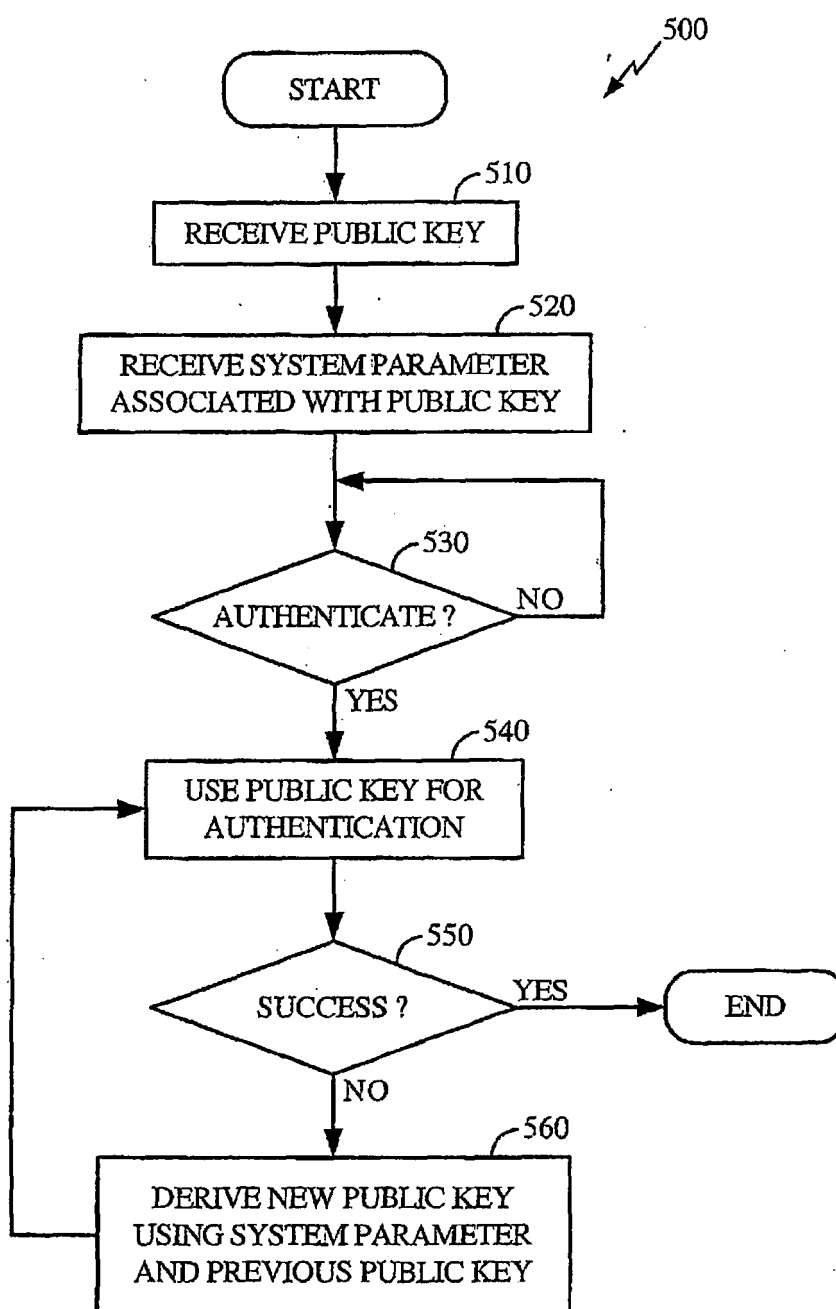 500
START
510
RECEIVE PUBLIC KEY
520
RECEIVE SYSTEM PARAMETER
ASSOCIATED WITH PUBLIC KEY
530
AUTHENTICATE ?
NO
YES
540
USE PUBLIC KEY FOR
AUTHENTICATION
550
SUCCESS ?
YES
END
NO
560
DERIVE NEW PUBLIC KEY
USING SYSTEM PARAMETER
AND PREVIOUS PUBLIC KEY